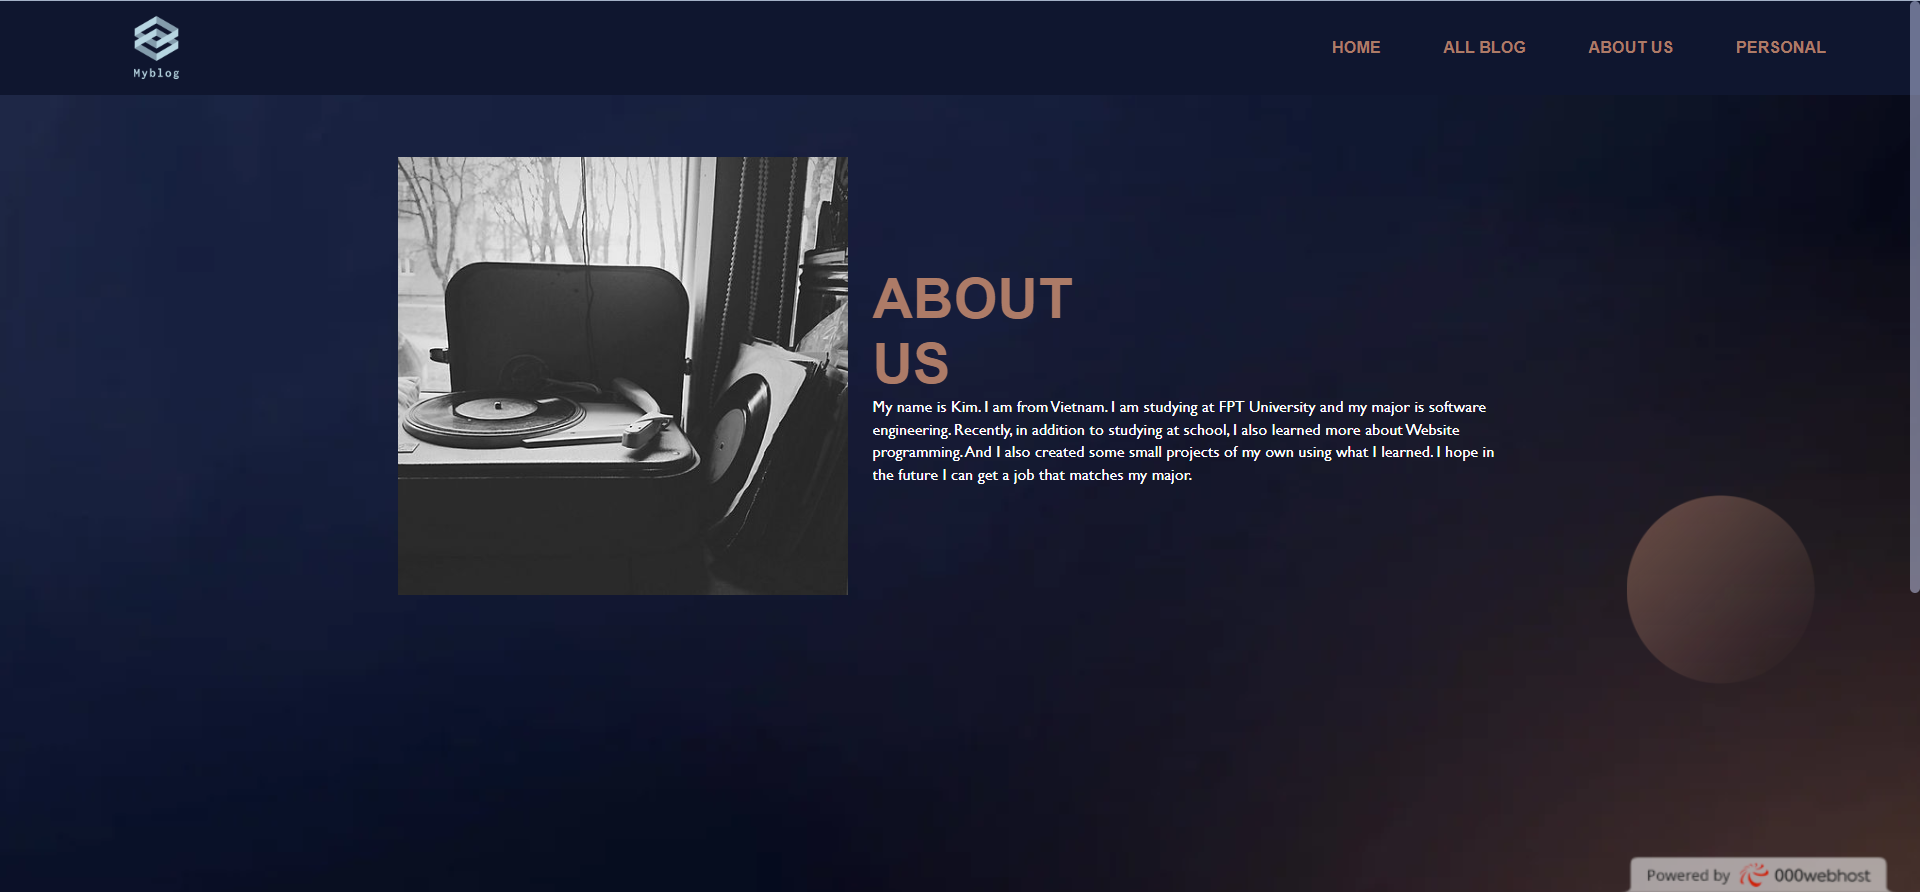 Myblog
HOME
ALL BLOG
ABOUT US
PERSONAL
ABOUT
US
My name is Kim. I am from Vietnam. I am studying at FPT University and my major is software
engineering. Recently, in addition to studying at school, I also learned more about Website
programming. And I also created some small projects of my own using what I learned. I hope in
the future I can get a job that matches my major.
Powered by 000webhost